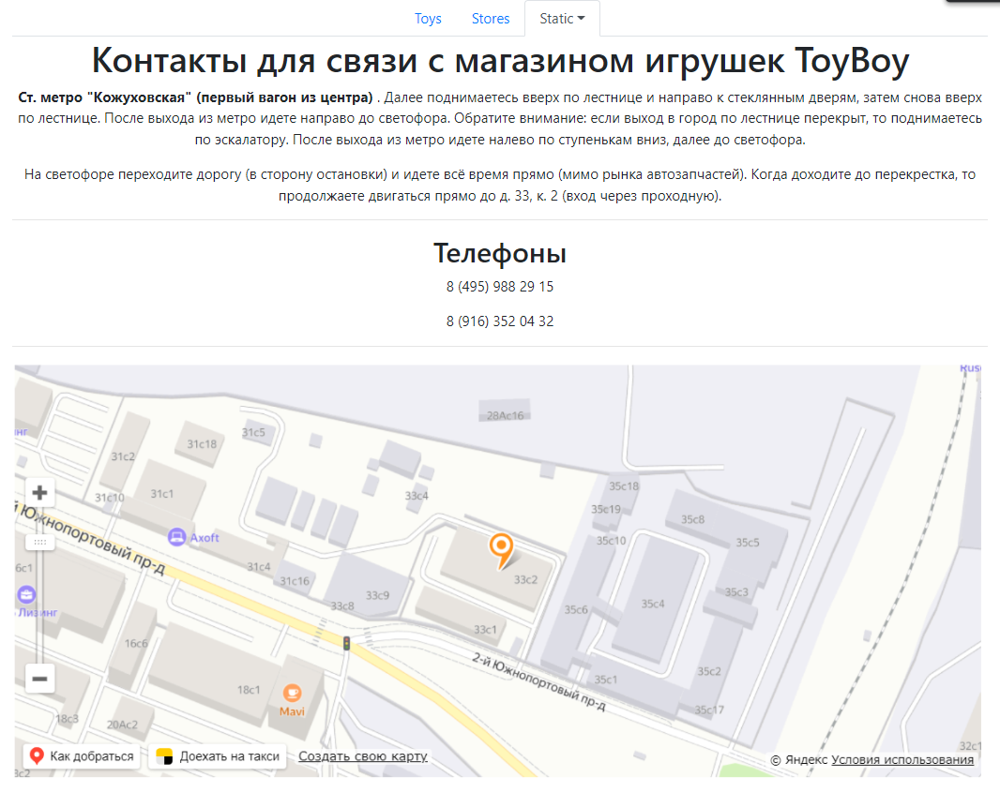 Toys Stores Static
Контакты для связи с магазином игрушек ToyBoy
Ст. метро "Кожуховская" (первый вагон из центра) . Далее поднимаетесь вверх по лестнице и направо к стеклянным дверям, затем снова вверх
по лестнице. После выхода из метро идете направо до светофора. Обратите внимание: если выход в город по лестнице перекрыт, то поднимаетесь
по эскалатору. После выхода из метро идете налево по ступенькам вниз, далее до светофора.
На светофоре переходите дорогу (в сторону остановки) и идете всё время прямо (мимо рынка автозапчастей). Когда доходите до перекрестка, то
продолжаете двигаться прямо до д. 33, к. 2 (вход через проходную).
Телефоны
8 (495) 988 29 15
8 (916) 352 04 32
28Ас16
31с5
31с18
31с2
31с10
31с1
33с4
35с18
35с19
35с8
35с10
35с5
й Южнопортовый пр-д
Axoft
31с4
31с16
33с9
33с8
33с2
33с1
35с6
35с4
35с3
6с1
Лизинг
16с6
2-й Южнопортовый пр-д
35с1
35с2
35с17
18с1
Mavi
18с3
20Ас2
32с1
Как добраться
Доехать на такси
Создать свою карту
© Яндекс Условия использования